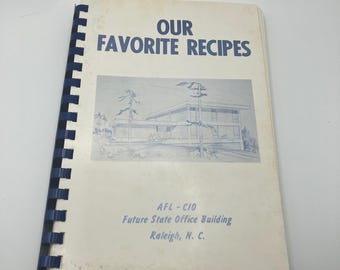 OUR
FAVORITE RECIPES
AFL - CIO
Future State Office Building
Raleigh, N. C.